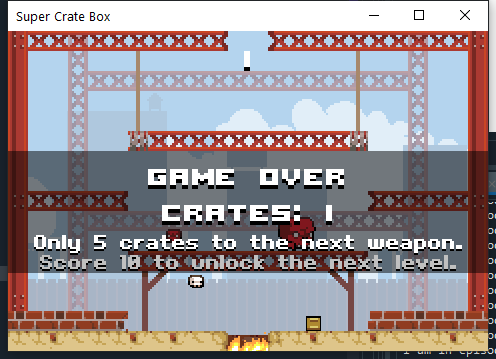 Super Crate Box
1
GAME OVER
CRATES: 1
Only 5 crates to the next weapon.
Score 10 to unlock the next level.